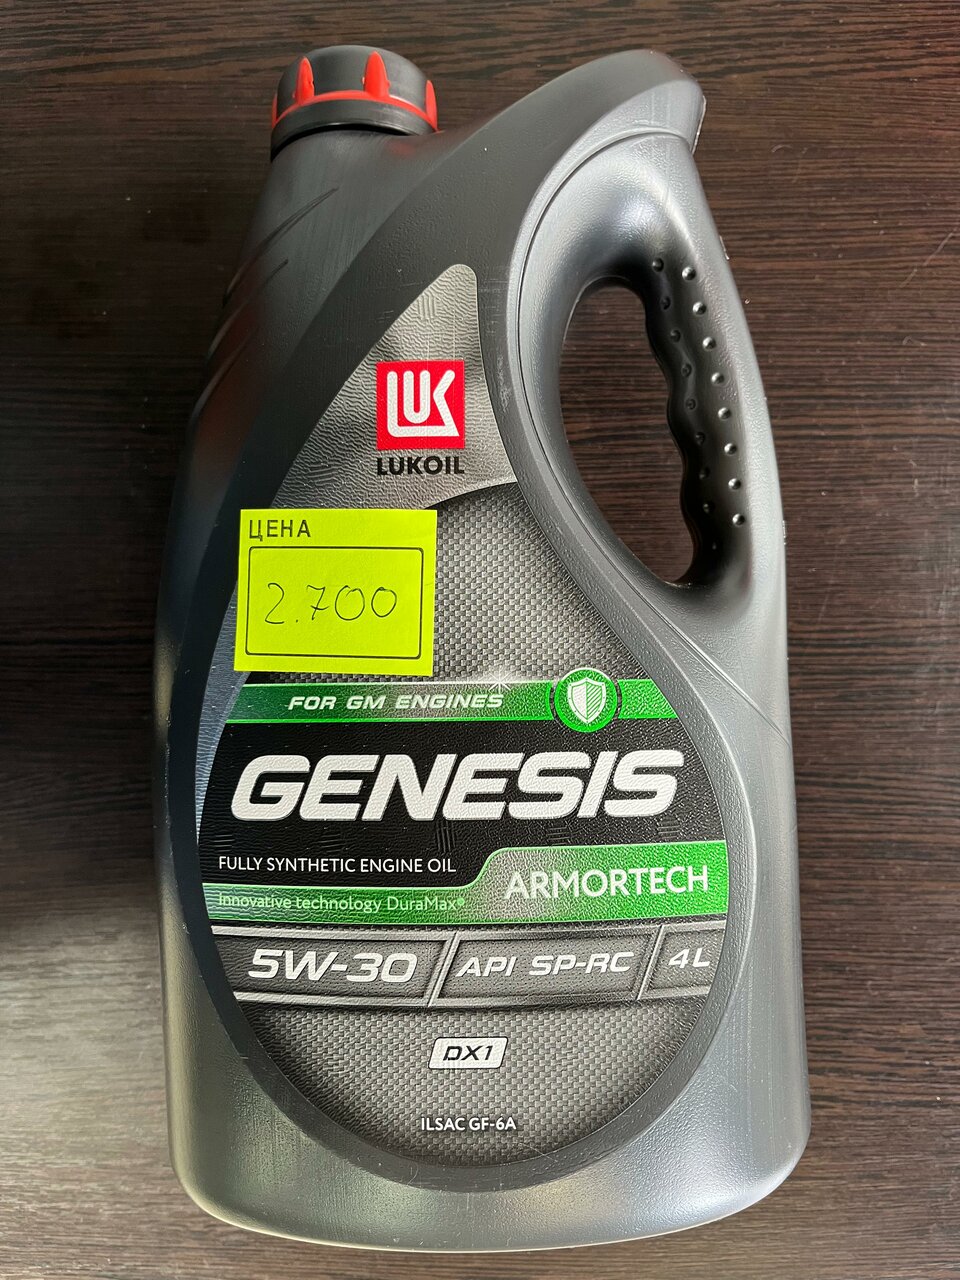 LUK
LUKOIL
ЦЕНА
2.700
FOR GM ENGINES
GENESIS
FULLY SYNTHETIC ENGINE OIL
ARMORTECH
Innovative technology DuraMax®
5W-30 API SP-RC 4L
DX1
ILSAC GF-6A